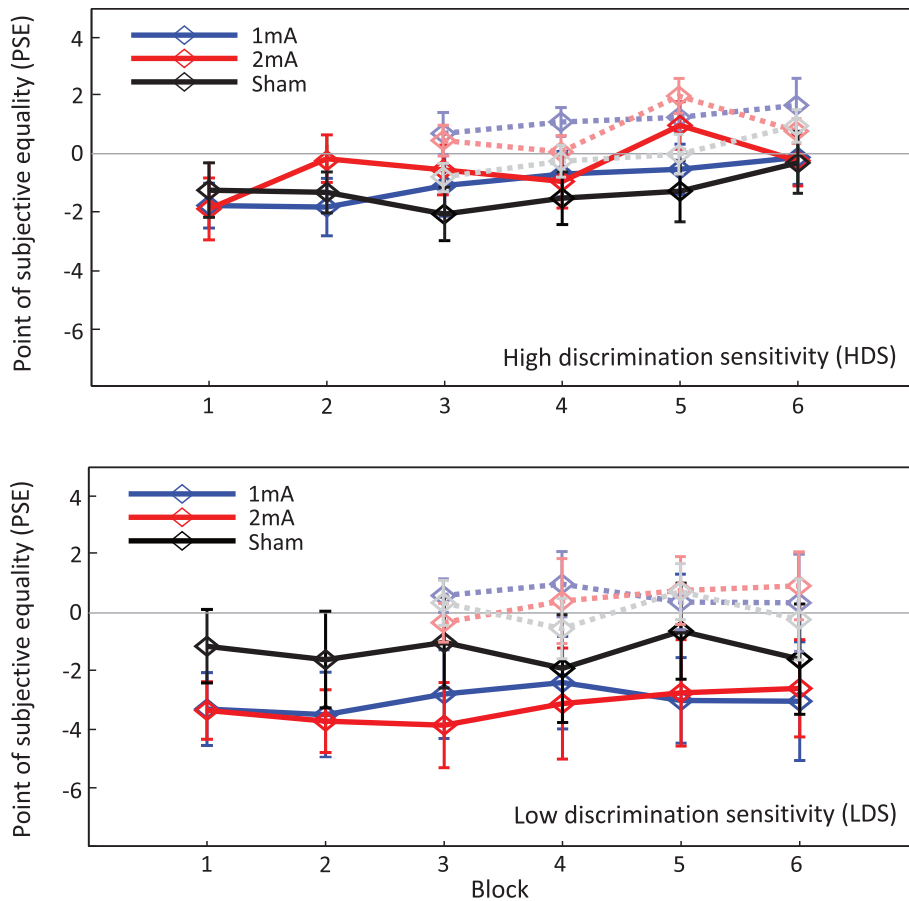 Point of subjective equality (PSE)
4
2
0
-2
-4
-6
1mA
2mA
Sham
High discrimination sensitivity (HDS)
1 2 3 4 5 6
Point of subjective equality (PSE)
4
2
0
-2
-4
-6
1mA
2mA
Sham
Low discrimination sensitivity (LDS)
1 2 3 4 5 6
Block